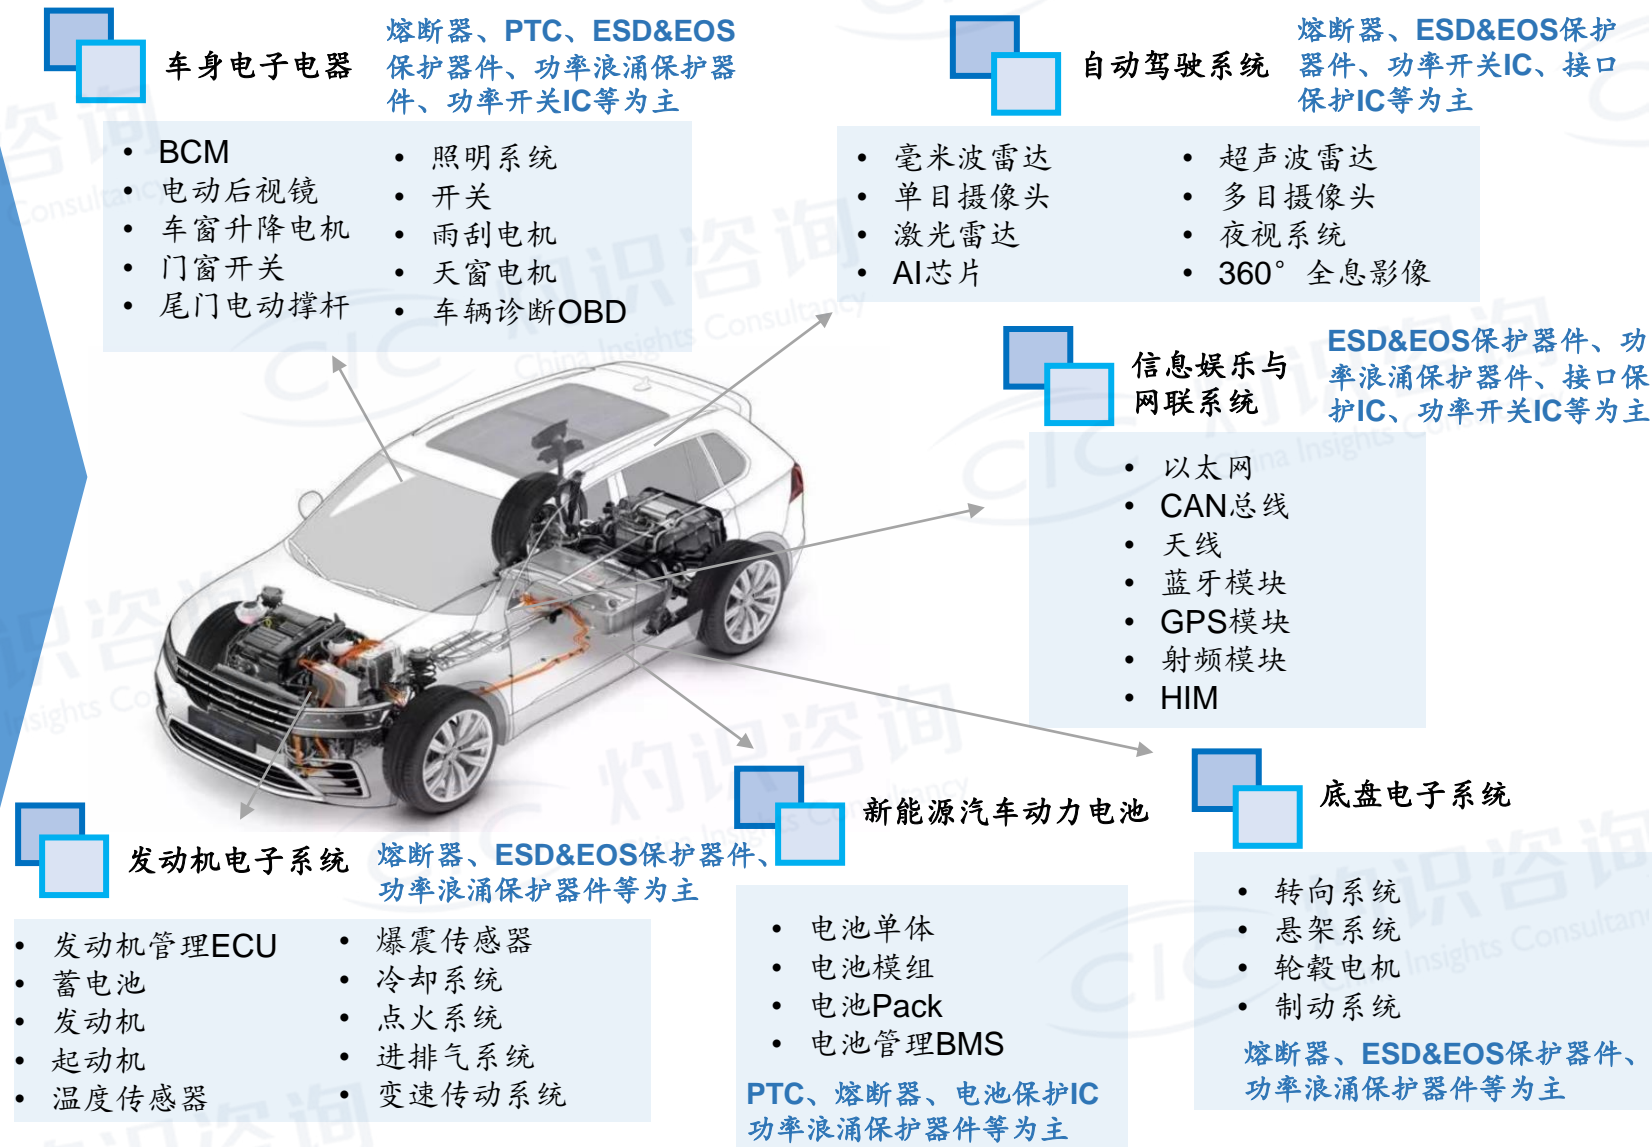 车身电子电器
熔断器、PTC、ESD&EOS
保护器件、功率浪涌保护器
件、功率开关IC等为主
• BCM
• 电动后视镜
• 车窗升降电机
• 门窗开关
• 尾门电动撑杆
• 照明系统
• 开关
• 雨刮电机
• 天窗电机
• 车辆诊断OBD
自动驾驶系统
熔断器、ESD&EOS保护
器件、功率开关IC、接口
保护IC等为主
• 毫米波雷达
• 单目摄像头
• 激光雷达
• AI芯片
• 超声波雷达
• 多目摄像头
• 夜视系统
• 360°全息影像
信息娱乐与
网联系统
ESD&EOS保护器件、功
率浪涌保护器件、接口保
护IC、功率开关IC等为主
• 以太网
• CAN总线
• 天线
• 蓝牙模块
• GPS模块
• 射频模块
• HIM
发动机电子系统
熔断器、ESD&EOS保护器件、
功率浪涌保护器件等为主
• 发动机管理ECU
• 蓄电池
• 发动机
• 起动机
• 温度传感器
• 爆震传感器
• 冷却系统
• 点火系统
• 进排气系统
• 变速传动系统
新能源汽车动力电池
• 电池单体
• 电池模组
• 电池Pack
• 电池管理BMS
PTC、熔断器、电池保护IC
功率浪涌保护器件等为主
底盘电子系统
• 转向系统
• 悬架系统
• 轮毂电机
• 制动系统
熔断器、ESD&EOS保护器件、
功率浪涌保护器件等为主
CIC 灼识咨询
China Insights Consultancy